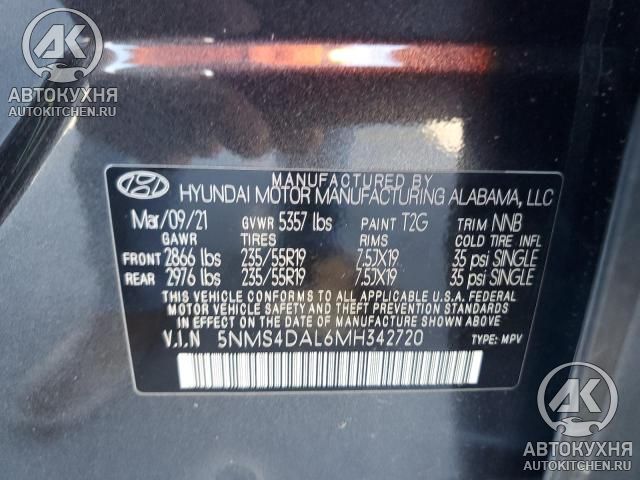 АК
АВТОКУХНЯ
AUTOKITCHEN.RU
MANUFACTURED BY
HYUNDAI MOTOR MANUFACTURING ALABAMA, LLC
Mar/09/21 GVWR 5357 lbs PAINT T2G TRIM NNB
GAWR TIRES RIMS COLD TIRE INFL
FRONT 2866 lbs 235/55R19 7.5JX19 35 psi SINGLE
REAR 2976 lbs 235/55R19 7.5JX19 35 psi SINGLE
THIS VEHICLE CONFORMS TO ALL APPLICABLE U.S.A. FEDERAL
MOTOR VEHICLE SAFETY AND THEFT PREVENTION STANDARDS
IN EFFECT ON THE DATE OF MANUFACTURE SHOWN ABOVE.
V.I.N 5NMS4DAL6MH342720 TYPE: MPV
АК
АВТОКУХНЯ
AUTOKITCHEN.RU